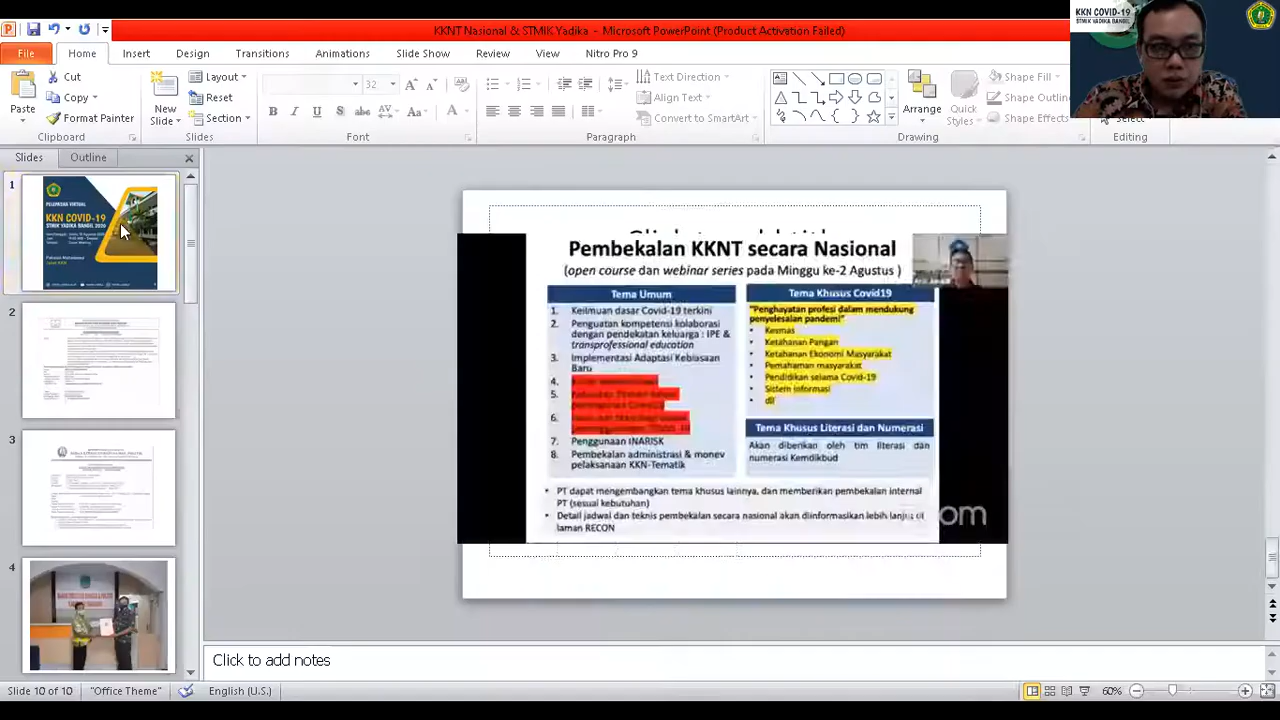 KKNT Nasional & STMIK Yadika - Microsoft PowerPoint (Product Activation Failed)
KKN COVID-19
STMIK YADIKA BANGIL
File Home Insert Design Transitions Animations Slide Show Review View Nitro Pro 9
Cut
Copy
Format Painter
Paste
Clipboard
New
Slide
Layout
Reset
Section
Slides
32
Font
Text Direction
Align Text
Convert to SmartArt
Paragraph
Arrange
Quick
Styles
Shape Fill
Shape Outline
Shape Effects
Drawing
Select
Editing
Slides Outline
1
PELEPASAN VIRTUAL
KKN COVID-19
STMIK YADIKA BANGIL 2020
2
3
4
Pembekalan KKNT secara Nasional
(open course dan webinar series pada Minggu ke-2 Agustus )
Tema Umum
1. Keilmuan dasar Covid-19 terkini
2. Penguatan kompetensi kolaborasi
dengan pendekatan keluarga : IPE &
transprofessional education
3. Implementasi Adaptasi Kebiasaan
Baru
4.
5.
6.
7. Penggunaan INARISK
8. Pembekalan administrasi & monev
pelaksanaan KKN-Tematik
Tema Khusus Covid19
"Penghayatan profesi dalam mendukung
penyelesaian pandemi"
• Kesmas
• Ketahanan Pangan
• Ketahanan Ekonomi Masyarakat
• Pemahaman masyarakat
• Pendidikan selama Covid-19
• Sistem informasi
• dll
Tema Khusus Literasi dan Numerasi
Akan diberikan oleh tim literasi dan
numerasi Kemdikbud
PT dapat mengembangkan tema khusus lainnya, dan memberikan pembekalan internal
PT (sesuai kebutuhan)
• Detail jadwal dan teknis pembekalan secara nasional akan diinformasikan lebih lanjut di
laman RECON
Click to add notes
Slide 10 of 10 "Office Theme" English (U.S.) 60%